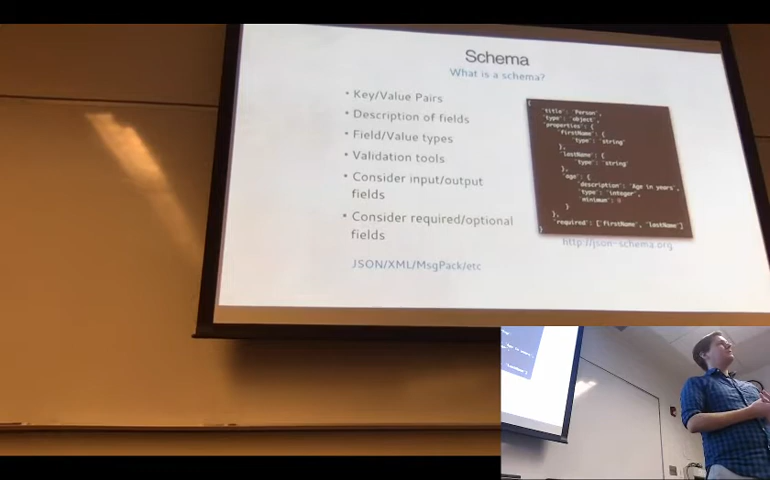 Schema
What is a schema?
• Key/Value Pairs
• Description of fields
• Field/Value types
• Validation tools
• Consider input/output
fields
• Consider required/optional
fields
JSON/XML/MsgPack/etc
{
"title": "Person",
"type": "object",
"properties": {
"firstName": {
"type": "string"
},
"lastName": {
"type": "string"
},
"age": {
"description": "Age in years",
"type": "integer",
"minimum": 0
}
},
"required": ["firstName", "lastName"]
}
http://json-schema.org